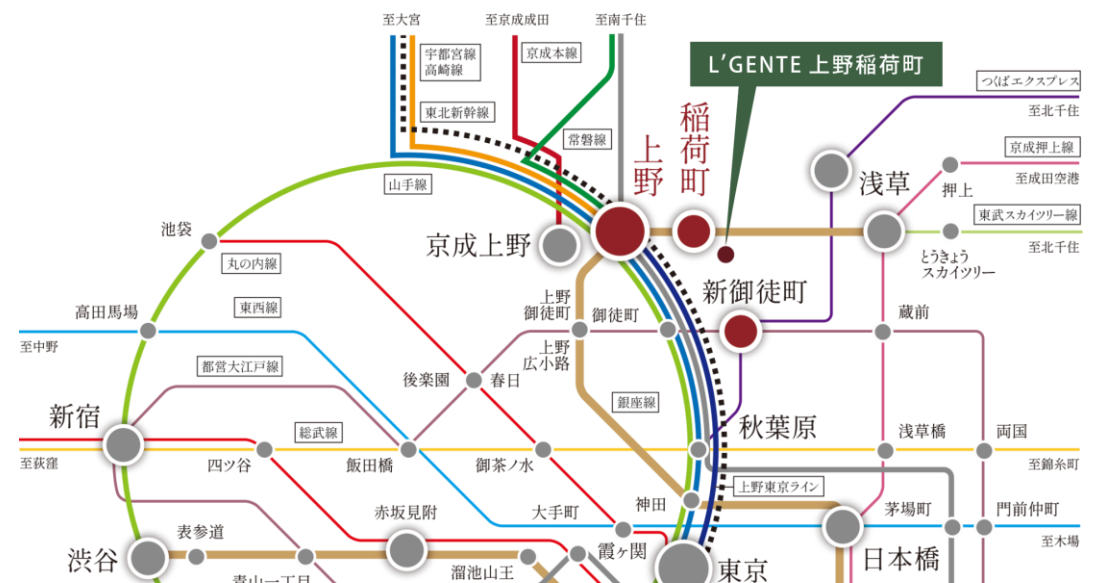 至大宮
至京成成田
至南千住
宇都宮線
高崎線
京成本線
L'GENTE 上野稲荷町
つくばエクスプレス
至北千住
東北新幹線
常磐線
稲荷町
上野
京成押上線
至成田空港
浅草
押上
山手線
東武スカイツリー線
至北千住
池袋
京成上野
とうきょう
スカイツリー
丸の内線
新御徒町
高田馬場
東西線
上野
御徒町
御徒町
蔵前
至中野
上野
広小路
都営大江戸線
後楽園
春日
銀座線
新宿
総武線
秋葉原
浅草橋
両国
至荻窪
四ツ谷
飯田橋
御茶ノ水
至錦糸町
上野東京ライン
神田
赤坂見附
大手町
茅場町
門前仲町
表参道
至木場
渋谷
霞ヶ関
日本橋
溜池山王
東京
青山一丁目